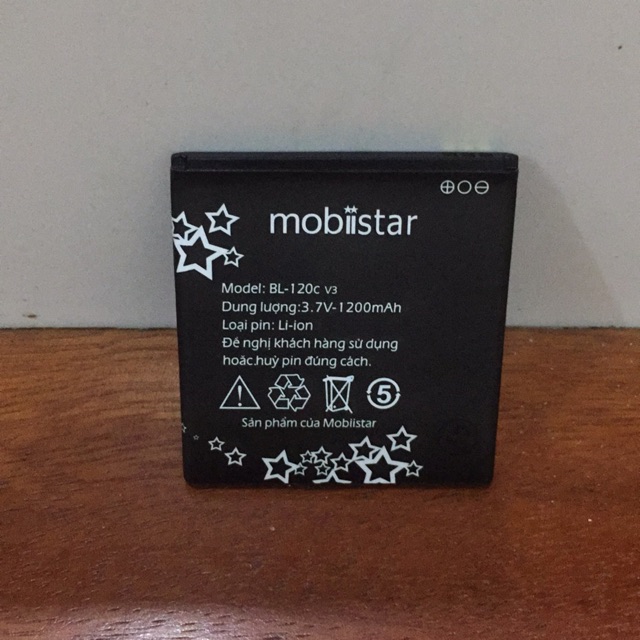 mobiistar
Model: BL-120c v3
Dung lượng:3.7V-1200mAh
Loại pin: Li-ion
Đề nghị khách hàng sử dụng
hoặc.huỷ pin đúng cách.
5
Sản phẩm của Mobiistar